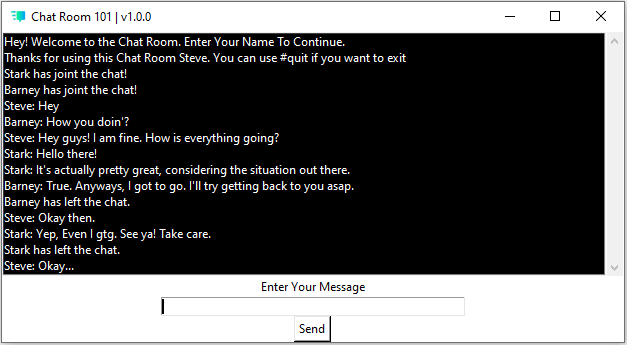 Chat Room 101 | v1.0.0
Hey! Welcome to the Chat Room. Enter Your Name To Continue.
Thanks for using this Chat Room Steve. You can use #quit if you want to exit
Stark has joint the chat!
Barney has joint the chat!
Steve: Hey
Barney: How you doin'?
Steve: Hey guys! I am fine. How is everything going?
Stark: Hello there!
Stark: It's actually pretty great, considering the situation out there.
Barney: True. Anyways, I got to go. I'll try getting back to you asap.
Barney has left the chat.
Steve: Okay then.
Stark: Yep, Even I gtg. See ya! Take care.
Stark has left the chat.
Steve: Okay...
Enter Your Message
Send